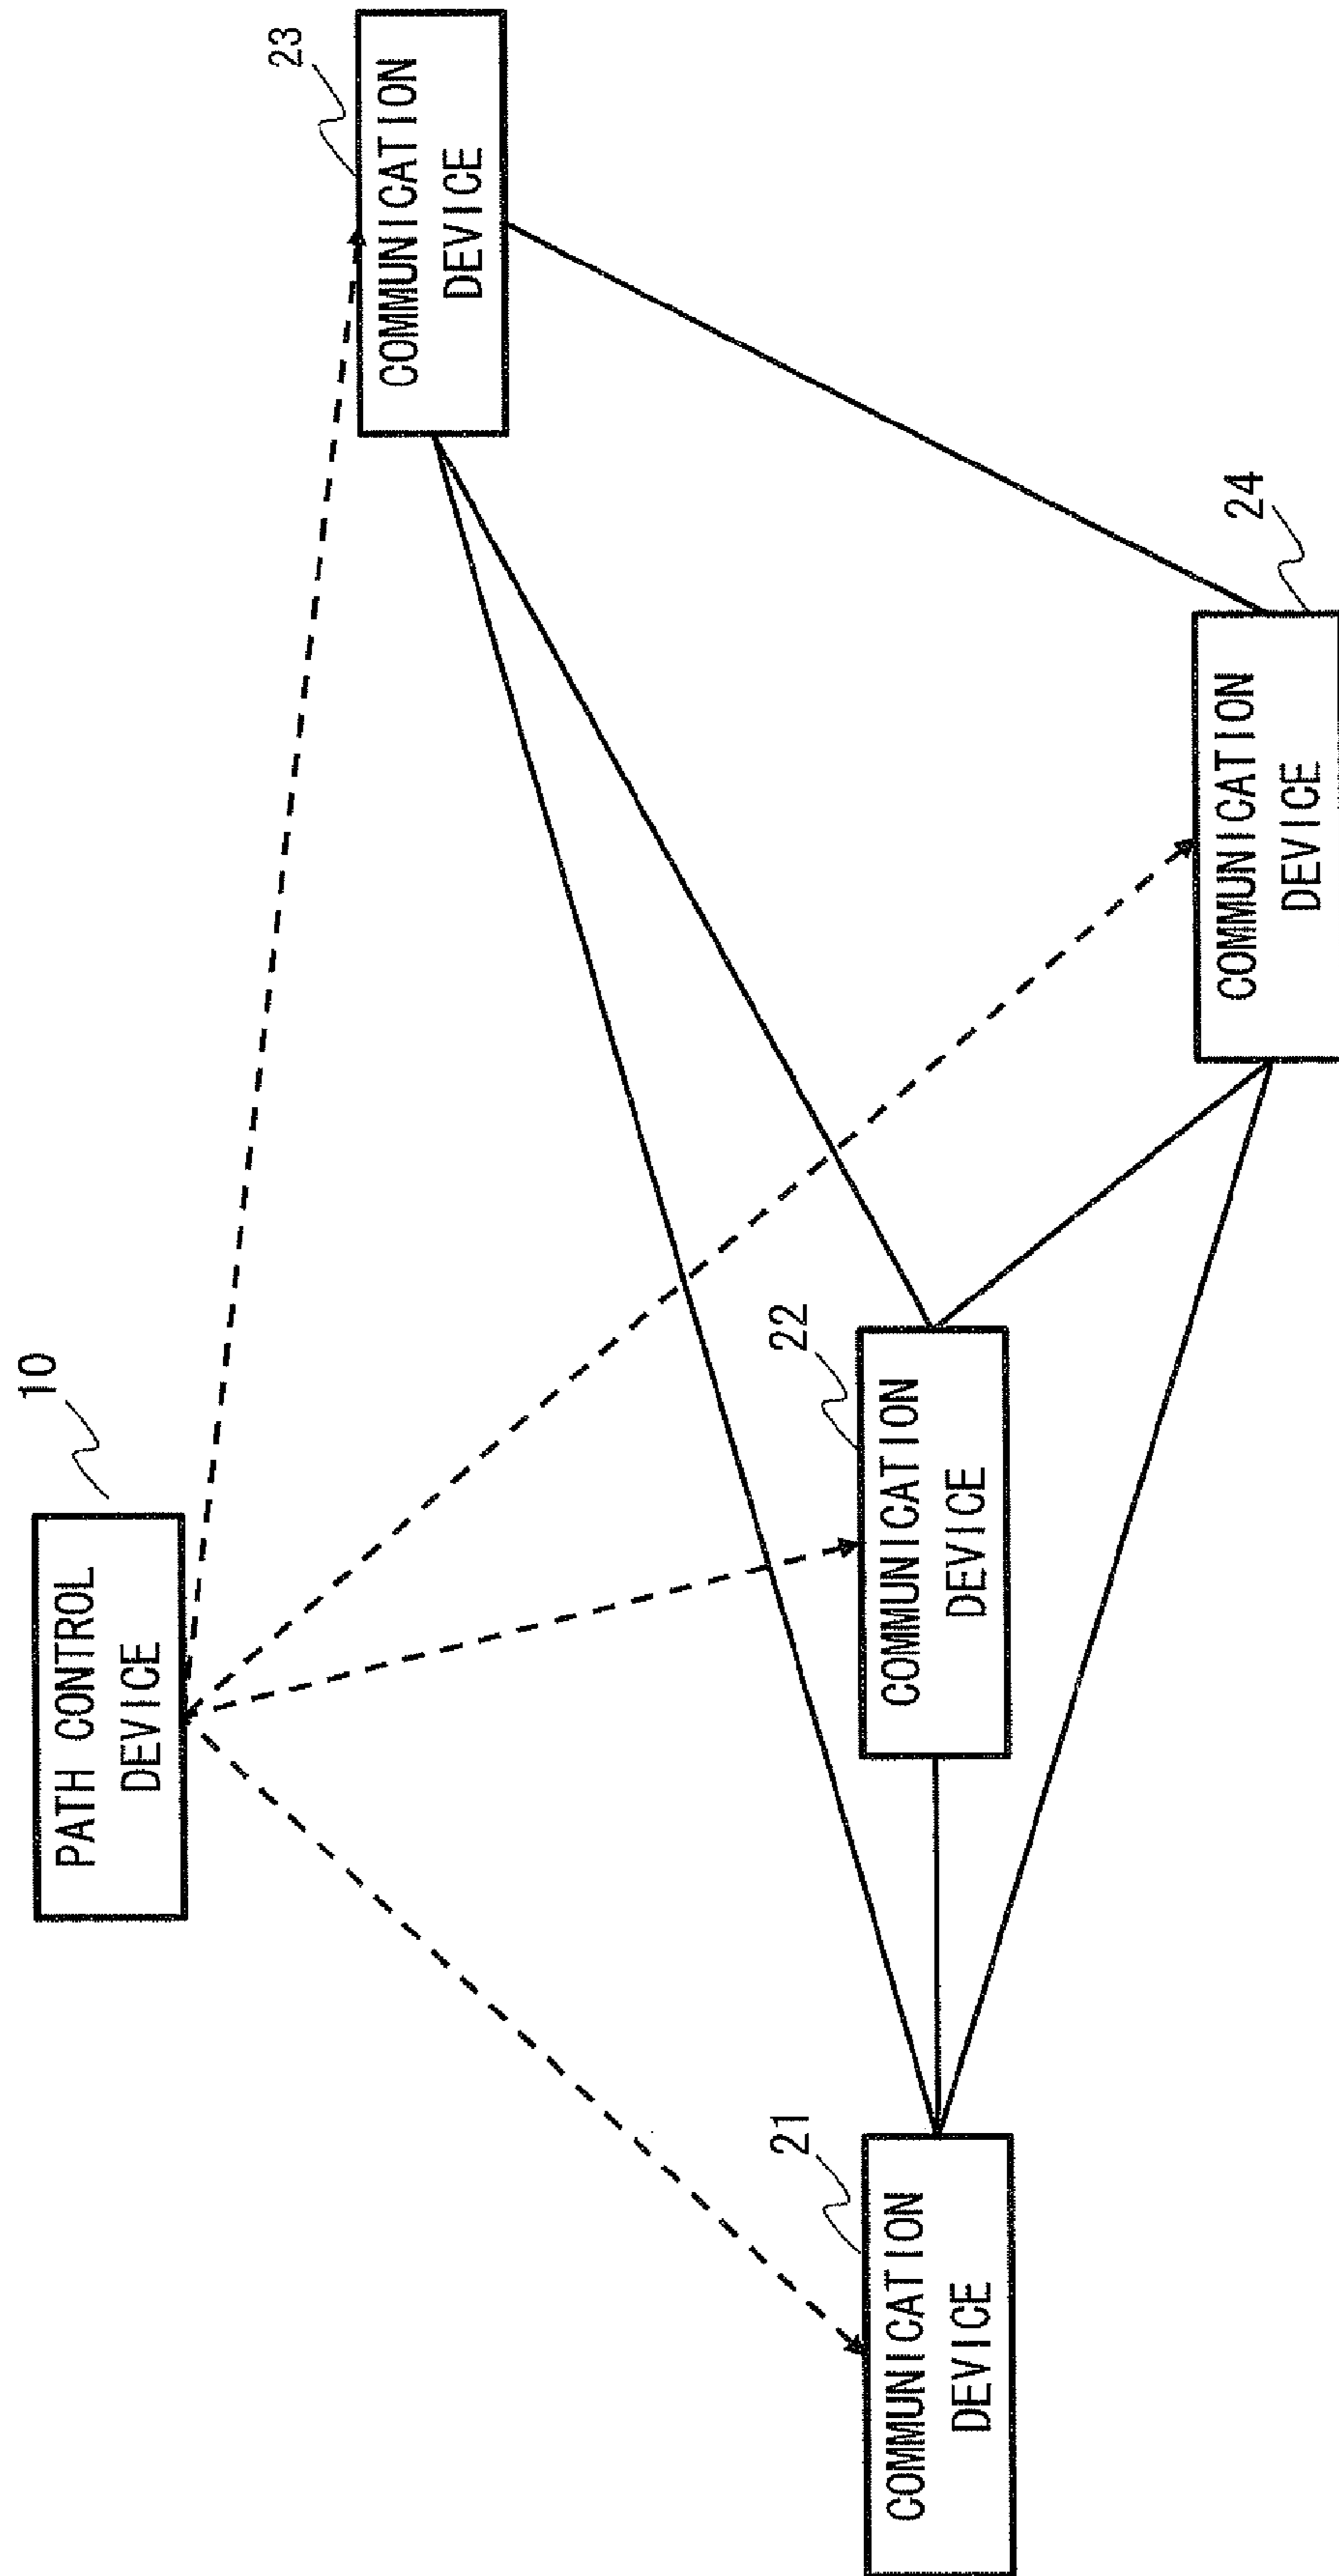 10
PATH CONTROL
DEVICE
23
COMMUNICATION
DEVICE
21
COMMUNICATION
DEVICE
22
COMMUNICATION
DEVICE
24
COMMUNICATION
DEVICE